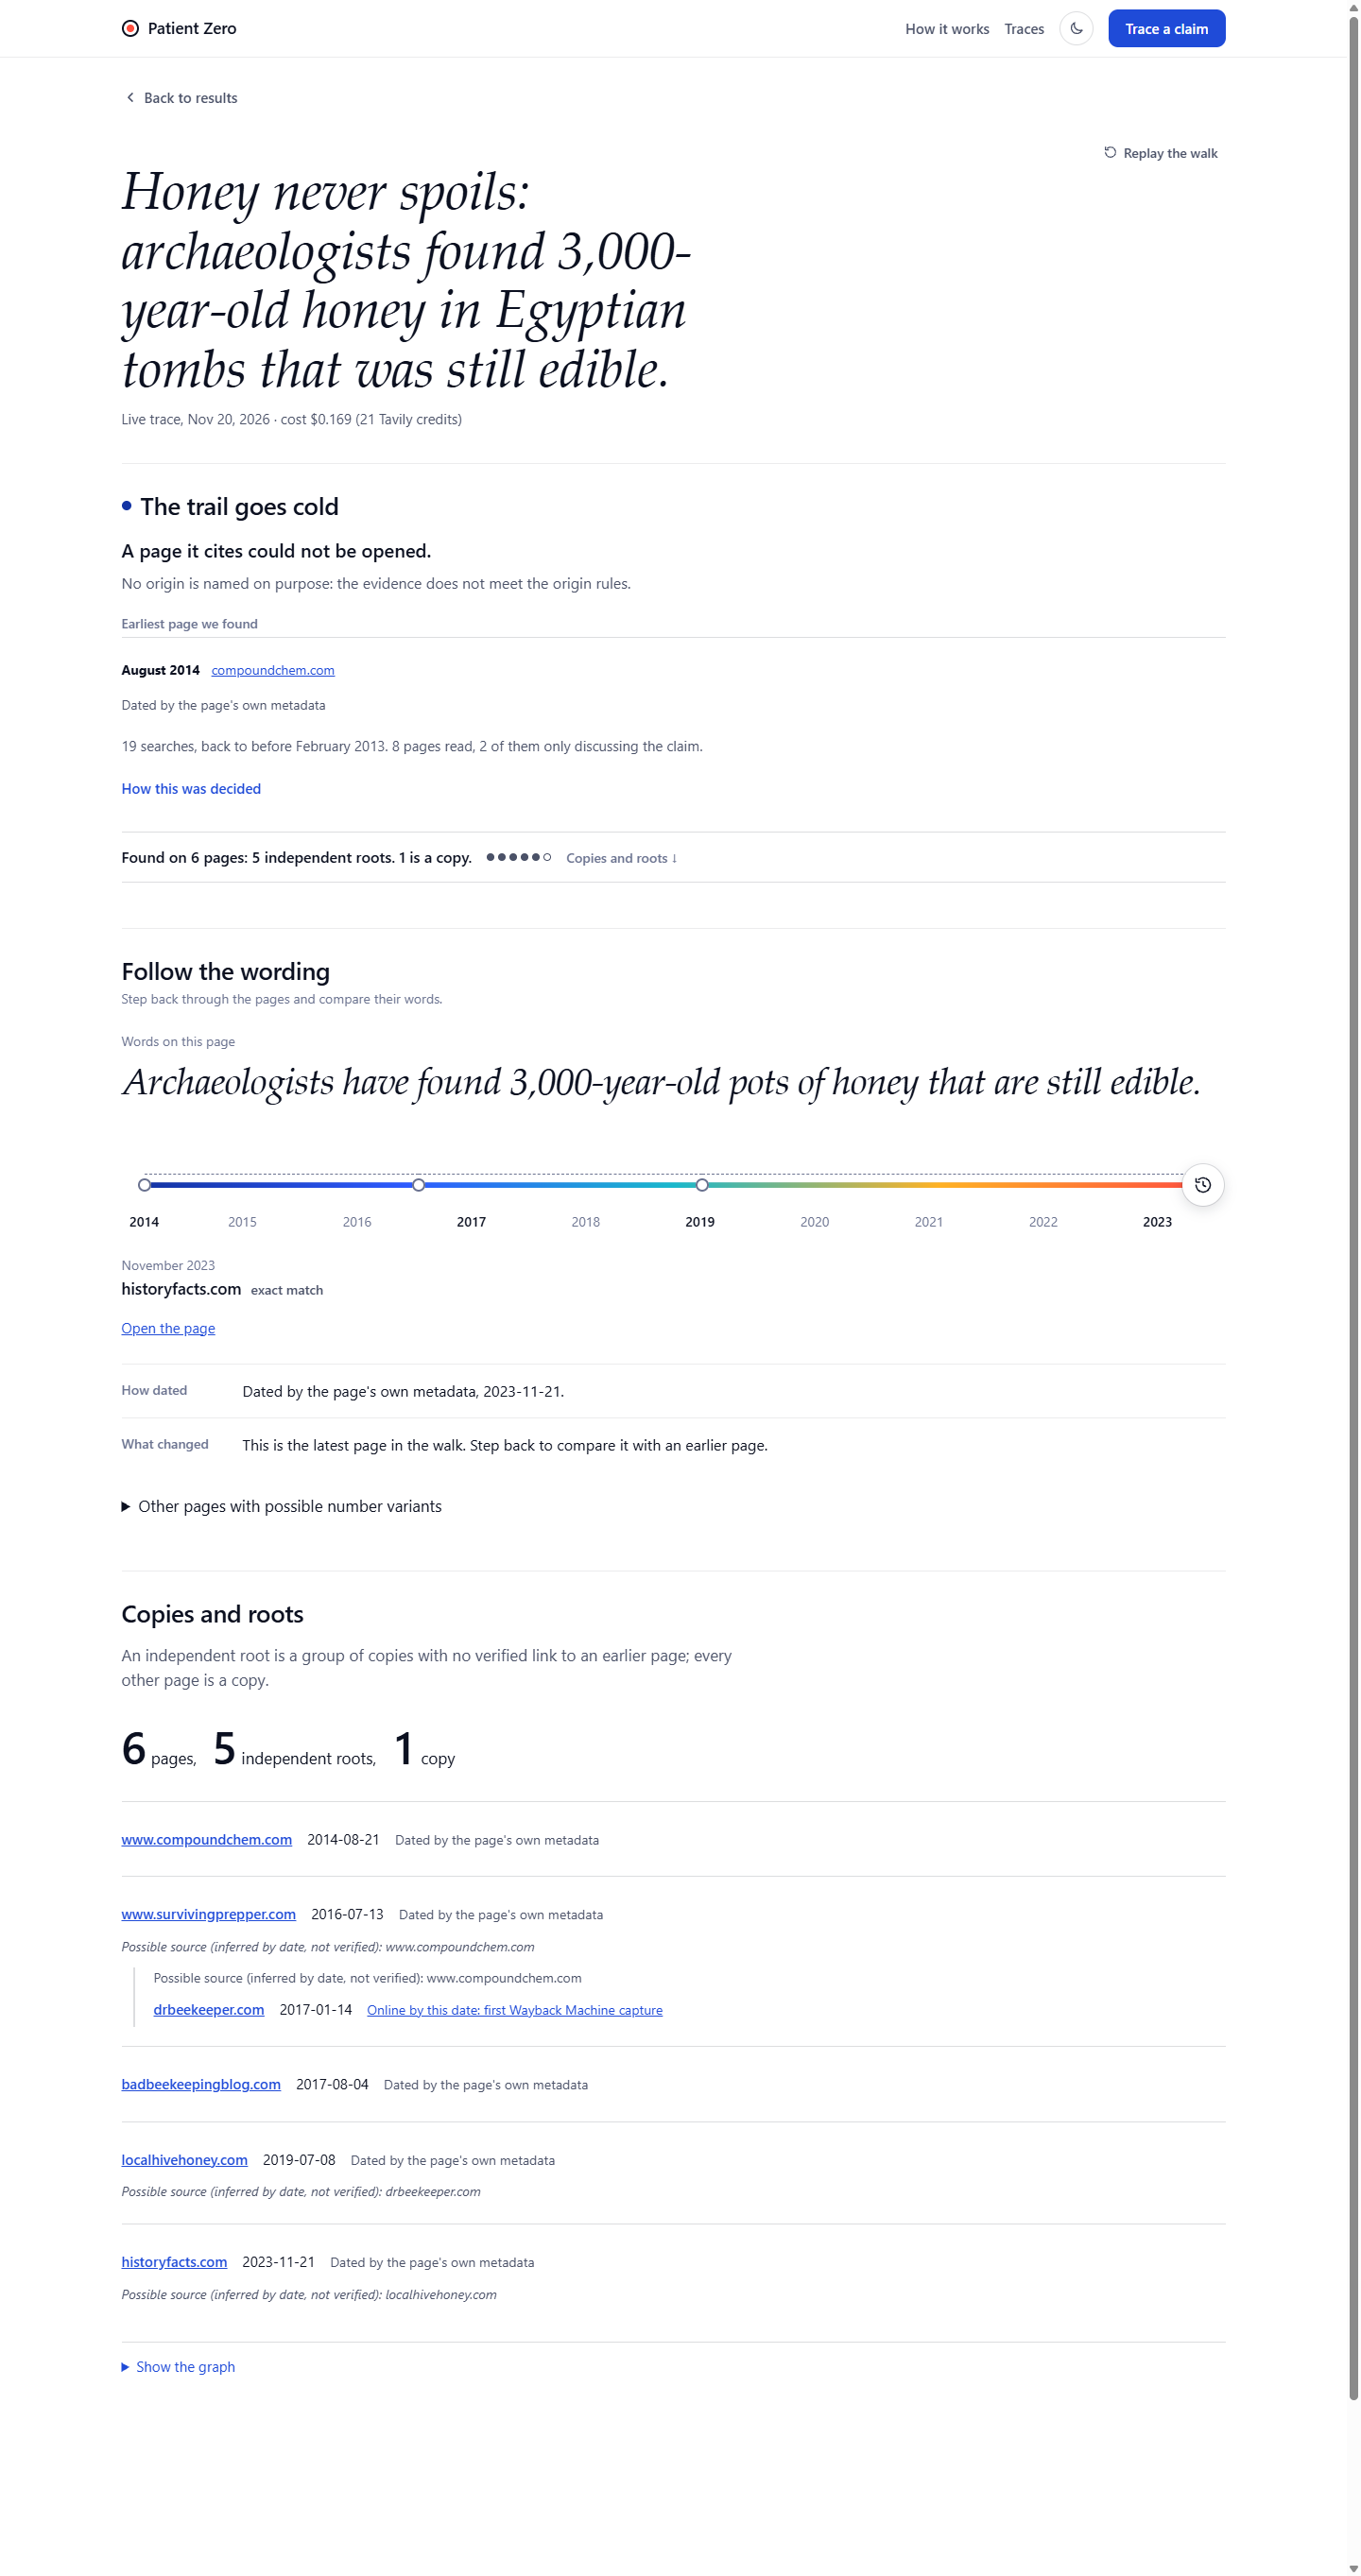 Patient Zero
How it works Traces Trace a claim
Back to results
Replay the walk
Honey never spoils:
archaeologists found 3,000-
year-old honey in Egyptian
tombs that was still edible.
Live trace, Nov 20, 2026 · cost $0.169 (21 Tavily credits)
The trail goes cold
A page it cites could not be opened.
No origin is named on purpose: the evidence does not meet the origin rules.
Earliest page we found
August 2014 compoundchem.com
Dated by the page's own metadata
19 searches, back to before February 2013. 8 pages read, 2 of them only discussing the claim.
How this was decided
Found on 6 pages: 5 independent roots. 1 is a copy. Copies and roots ↓
Follow the wording
Step back through the pages and compare their words.
Words on this page
Archaeologists have found 3,000-year-old pots of honey that are still edible.
2014 2015 2016 2017 2018 2019 2020 2021 2022 2023
November 2023
historyfacts.com exact match
Open the page
How dated Dated by the page's own metadata, 2023-11-21.
What changed This is the latest page in the walk. Step back to compare it with an earlier page.
Other pages with possible number variants
Copies and roots
An independent root is a group of copies with no verified link to an earlier page; every
other page is a copy.
6 pages, 5 independent roots, 1 copy
www.compoundchem.com 2014-08-21 Dated by the page's own metadata
www.survivingprepper.com 2016-07-13 Dated by the page's own metadata
Possible source (inferred by date, not verified): www.compoundchem.com
Possible source (inferred by date, not verified): www.compoundchem.com
drbeekeeper.com 2017-01-14 Online by this date: first Wayback Machine capture
badbeekeepingblog.com 2017-08-04 Dated by the page's own metadata
localhivehoney.com 2019-07-08 Dated by the page's own metadata
Possible source (inferred by date, not verified): drbeekeeper.com
historyfacts.com 2023-11-21 Dated by the page's own metadata
Possible source (inferred by date, not verified): localhivehoney.com
Show the graph